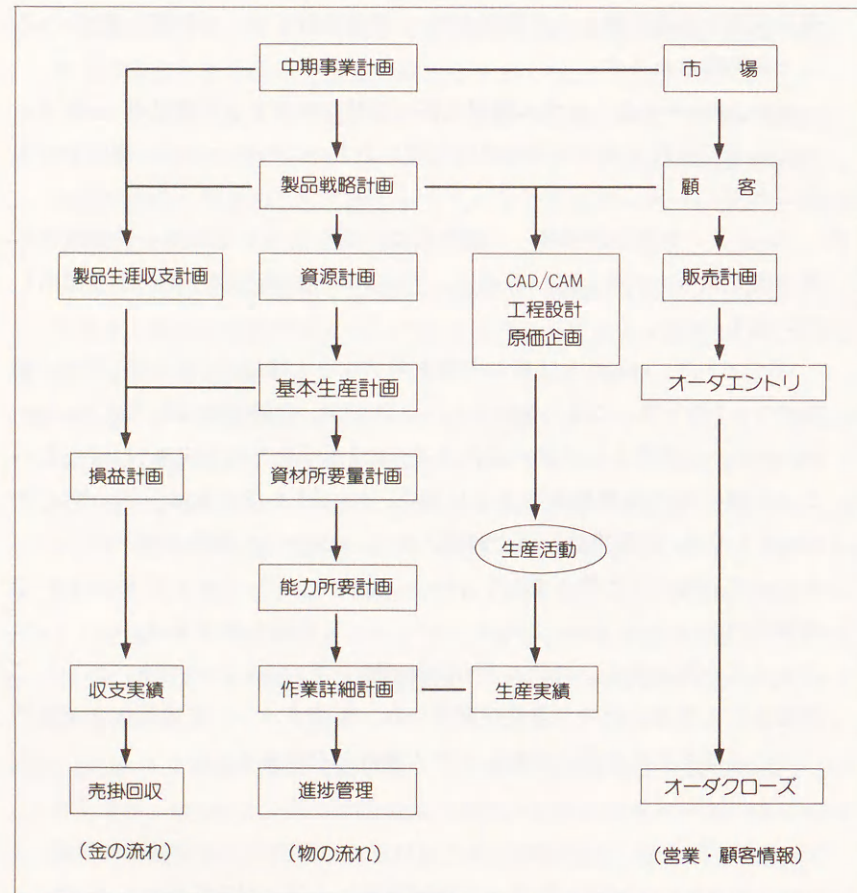 中期事業計画
市　場
製品戦略計画
顧　客
製品生涯収支計画
資源計画
CAD/CAM
工程設計
原価企画
販売計画
基本生産計画
オーダエントリ
損益計画
資材所要量計画
生産活動
能力所要計画
収支実績
作業詳細計画
生産実績
売掛回収
進捗管理
オーダクローズ
(金の流れ)
(物の流れ)
(営業・顧客情報)